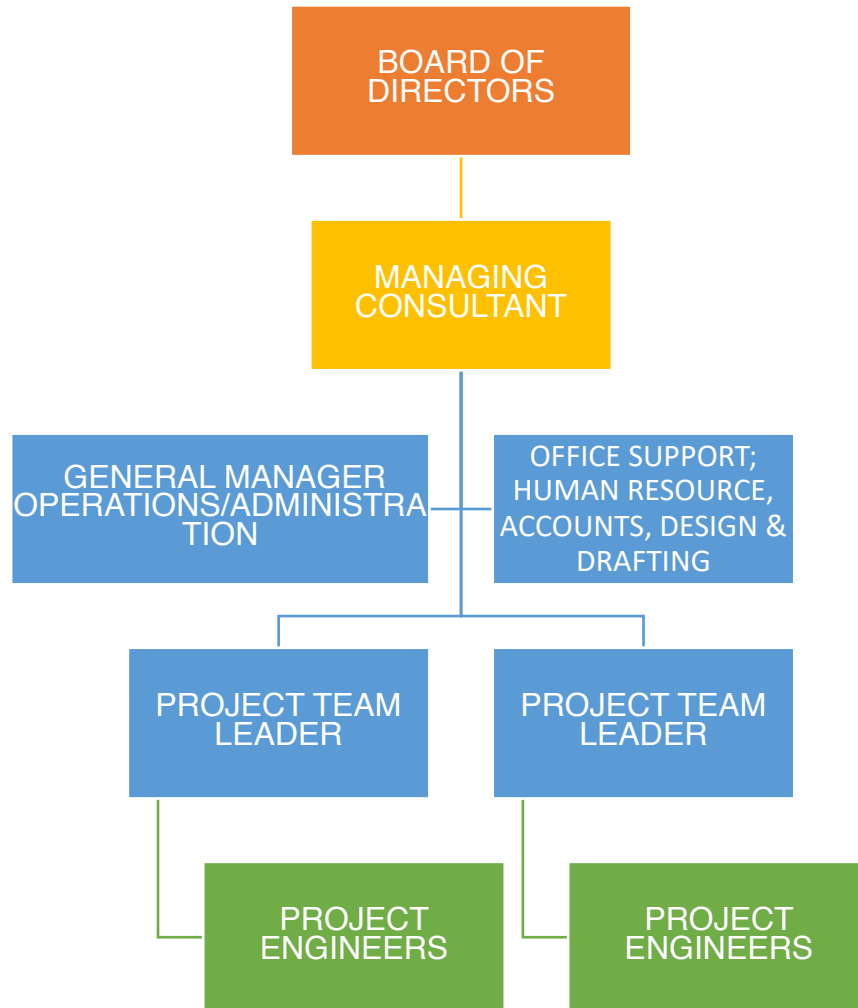 BOARD OF
DIRECTORS
MANAGING
CONSULTANT
GENERAL MANAGER
OPERATIONS/ADMINISTRA
TION
OFFICE SUPPORT;
HUMAN RESOURCE,
ACCOUNTS, DESIGN &
DRAFTING
PROJECT TEAM
LEADER
PROJECT TEAM
LEADER
PROJECT
ENGINEERS
PROJECT
ENGINEERS